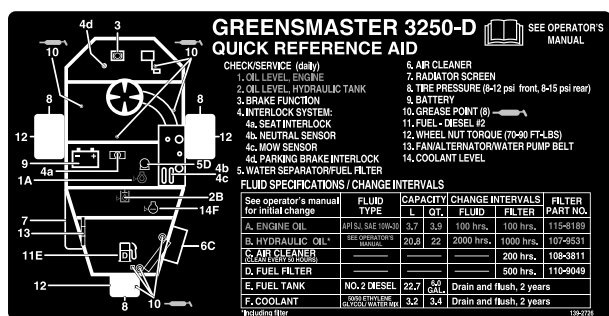 GREENSMASTER 3250-D
QUICK REFERENCE AID
SEE OPERATOR'S
MANUAL
CHECK/SERVICE (daily)
1. OIL LEVEL, ENGINE
2. OIL LEVEL, HYDRAULIC TANK
3. BRAKE FUNCTION
4. INTERLOCK SYSTEM:
4a. SEAT INTERLOCK
4b. NEUTRAL SENSOR
4c. MOW SENSOR
4d. PARKING BRAKE INTERLOCK
5. WATER SEPARATOR/FUEL FILTER
6. AIR CLEANER
7. RADIATOR SCREEN
8. TIRE PRESSURE (8-12 psi front, 8-15 psi rear)
9. BATTERY
10. GREASE POINT (8)
11. FUEL - DIESEL #2
12. WHEEL NUT TORQUE (70-90 FT-LBS)
13. FAN/ALTERNATOR/WATER PUMP BELT
14. COOLANT LEVEL
FLUID SPECIFICATIONS / CHANGE INTERVALS
See operator's manual for initial change
FLUID TYPE
CAPACITY
L
QT.
CHANGE INTERVALS
FLUID
FILTER
FILTER PART NO.
A. ENGINE OIL API SJ, SAE 10W-30 3.7 3.9 100 hrs. 100 hrs. 115-8189
B. HYDRAULIC OIL* SEE OPERATOR'S MANUAL 20.8 22 2000 hrs. 1000 hrs. 107-9531
C. AIR CLEANER (CLEAN EVERY 50 HOURS) 200 hrs. 108-3811
D. FUEL FILTER 500 hrs. 110-9049
E. FUEL TANK NO. 2 DIESEL 22.7 6.0 GAL. Drain and flush, 2 years
F. COOLANT 50/50 ETHYLENE GLYCOL/ WATER MIX 3.2 3.4 Drain and flush, 2 years
*Including filter
139-2726
3
4d
10
10
8
8
12
12
9
4a
1A
5D
4b
4c
2B
14F
7
13
6C
11E
12
8
10